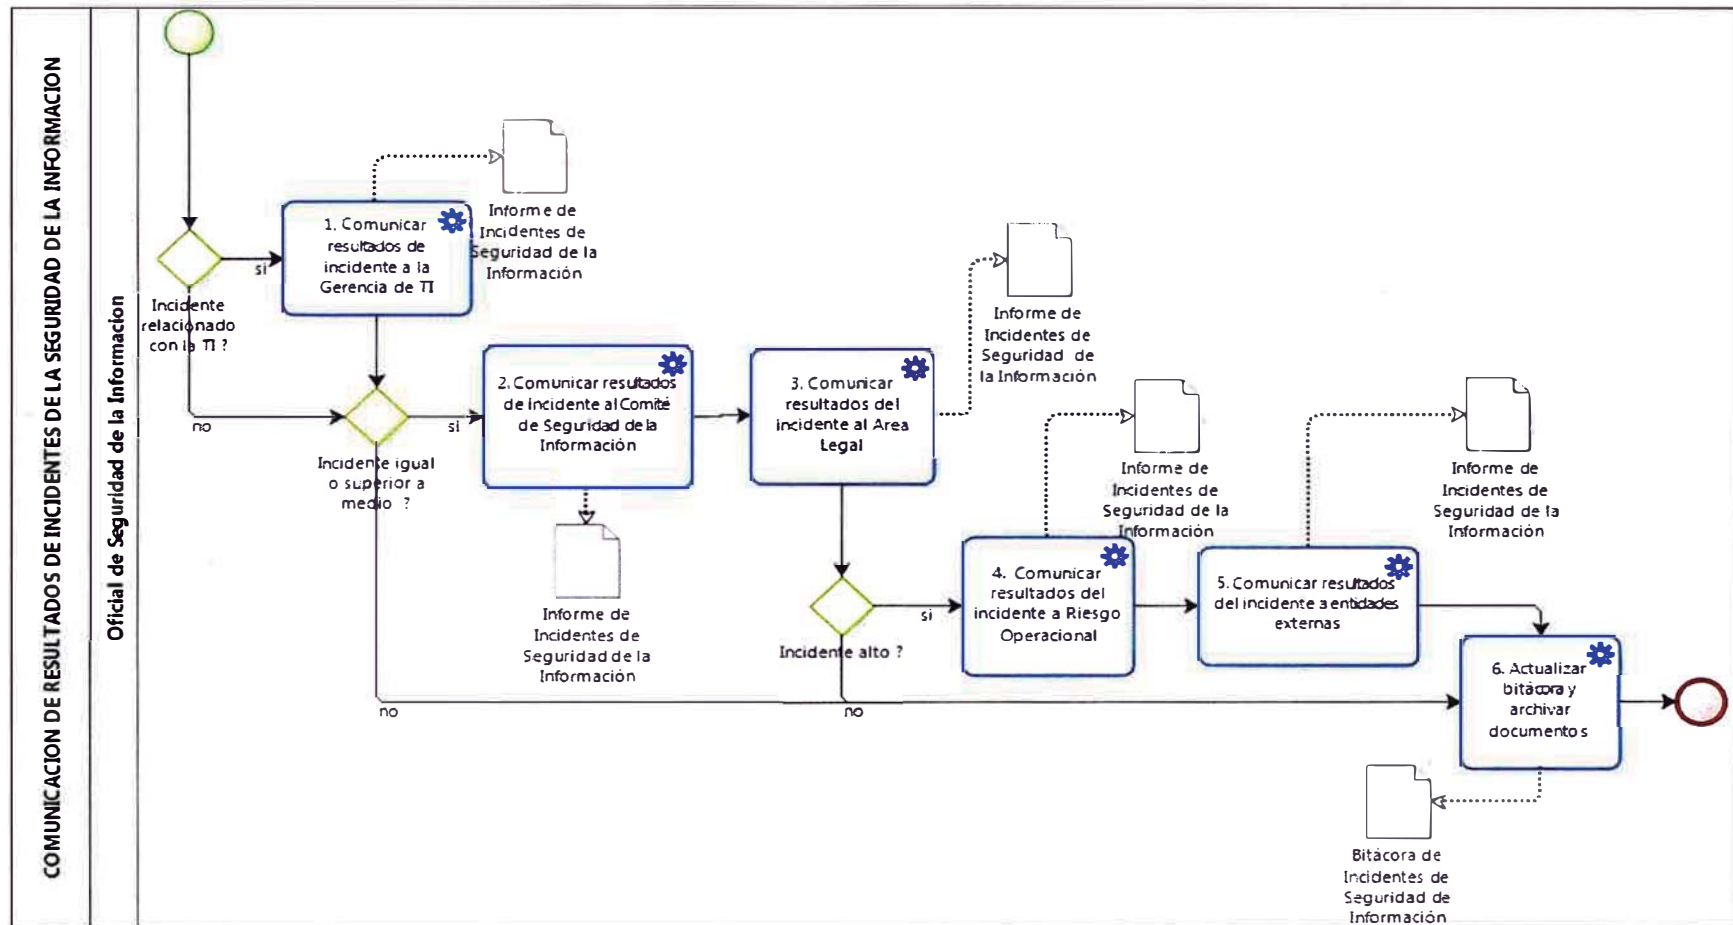 COMUNICACION DE RESULTADOS DE INCIDENTES DE LA SEGURIDAD DE LA INFORMACION
Oficial de Seguridad de la Informacion
Incidente
relacionado
con la TI ?
si
no
1. Comunicar
resultados de
incidente a la
Gerencia de TI
Informe de
Incidentes de
Seguridad de la
Información
Incidente igual
o superior a
medio ?
si
no
2. Comunicar resultados
de incidente al Comité
de Seguridad de la
Información
Informe de
Incidentes de
Seguridad de la
Información
3. Comunicar
resultados del
incidente al Area
Legal
Informe de
Incidentes de
Seguridad de
la Información
Incidente alto ?
si
no
4. Comunicar
resultados del
incidente a Riesgo
Operacional
Informe de
Incidentes de
Seguridad de la
Información
5. Comunicar resultados
del incidente a entidades
externas
Informe de
Incidentes de
Seguridad de la
Información
6. Actualizar
bitácora y
archivar
documentos
Bitácora de
Incidentes de
Seguridad de
Información